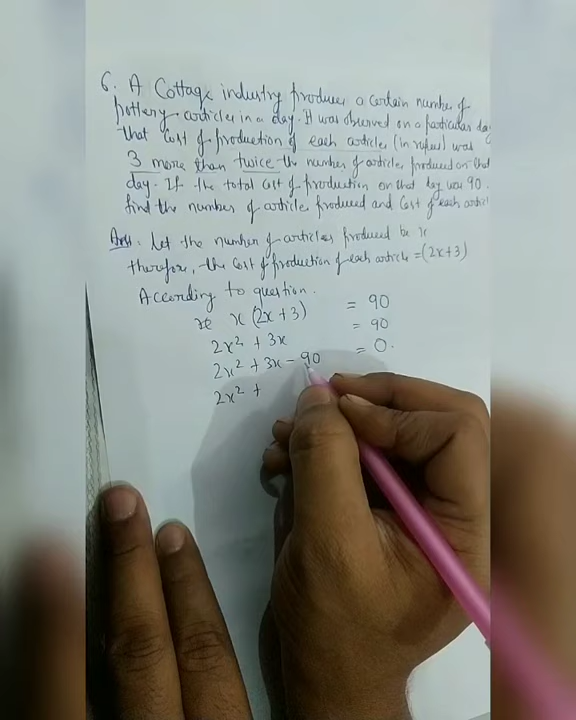 6. A Cottage industry produces a certain number of
pottery articles in a day. It was observed on a particular day
that cost of production of each articles (in rupees) was
3 more than twice the number of articles produced on that
day. If the total cost of production on that day was 90.
find the number of article produced and cost of each articl
Ans: Let the number of articles produced be x
therefore, the cost of production of each article = (2x+3)
According to question.
x (2x + 3) = 90
2x² + 3x = 90
2x² + 3x - 90 = 0.
2x² +